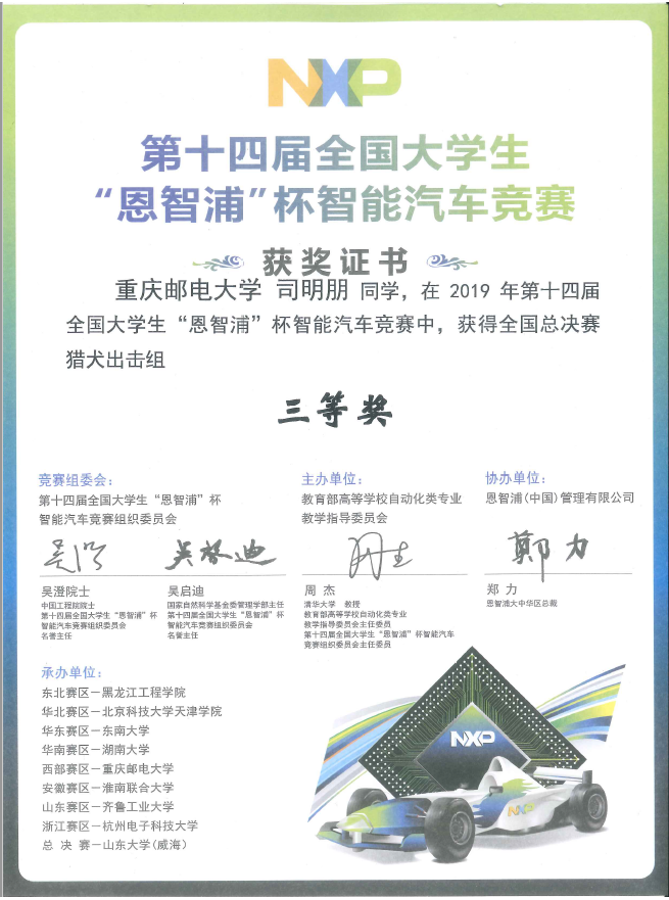 NXP
第十四届全国大学生
“恩智浦”杯智能汽车竞赛
获奖证书
重庆邮电大学 司明朋 同学，在 2019 年第十四届
全国大学生“恩智浦”杯智能汽车竞赛中，获得全国总决赛
猎犬出击组
三等奖
竞赛组委会：
第十四届全国大学生“恩智浦”杯
智能汽车竞赛组织委员会
吴启迪
吴澄院士
中国工程院院士
第十四届全国大学生“恩智浦”杯
智能汽车竞赛组织委员会
名誉主任
吴启迪
国家自然科学基金委管理学部主任
第十四届全国大学生“恩智浦”杯
智能汽车竞赛组织委员会
名誉主任
主办单位：
教育部高等学校自动化类专业
教学指导委员会
周 杰
清华大学 教授
教育部高等学校自动化类专业
教学指导委员会主任委员
第十四届全国大学生“恩智浦”杯智能汽车
竞赛组织委员会主任委员
协办单位：
恩智浦（中国）管理有限公司
郑力
郑 力
恩智浦大中华区总裁
承办单位：
东北赛区－黑龙江工程学院
华北赛区－北京科技大学天津学院
华东赛区－东南大学
华南赛区－湖南大学
西部赛区－重庆邮电大学
安徽赛区－淮南联合大学
山东赛区－齐鲁工业大学
浙江赛区－杭州电子科技大学
总 决 赛－山东大学（威海）
NXP
NXP